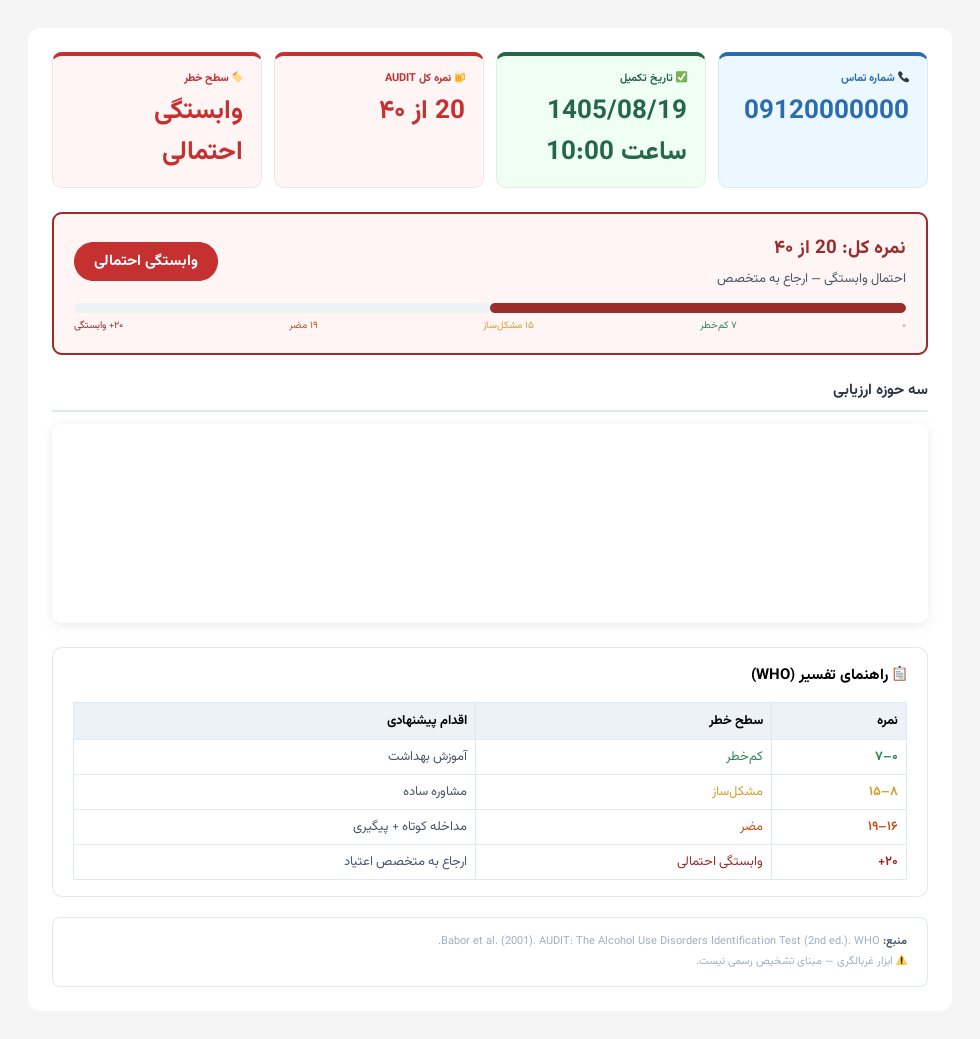 📞 شماره تماس
09120000000
✅ تاریخ تکمیل
1405/08/19
ساعت 10:00
🍻 نمره کل AUDIT
20 از ۴۰
🏷️ سطح خطر
وابستگی
احتمالی
نمره کل: 20 از ۴۰
احتمال وابستگی — ارجاع به متخصص
وابستگی احتمالی
۰ ۷ کم‌خطر ۱۵ مشکل‌ساز ۱۹ مضر ۲۰+ وابستگی
سه حوزه ارزیابی
📋 راهنمای تفسیر (WHO)
نمره سطح خطر اقدام پیشنهادی
۰–۷ کم‌خطر آموزش بهداشت
۸–۱۵ مشکل‌ساز مشاوره ساده
۱۶–۱۹ مضر مداخله کوتاه + پیگیری
۲۰+ وابستگی احتمالی ارجاع به متخصص اعتیاد
منبع: Babor et al. (2001). AUDIT: The Alcohol Use Disorders Identification Test (2nd ed.). WHO.
⚠️ ابزار غربالگری — مبنای تشخیص رسمی نیست.